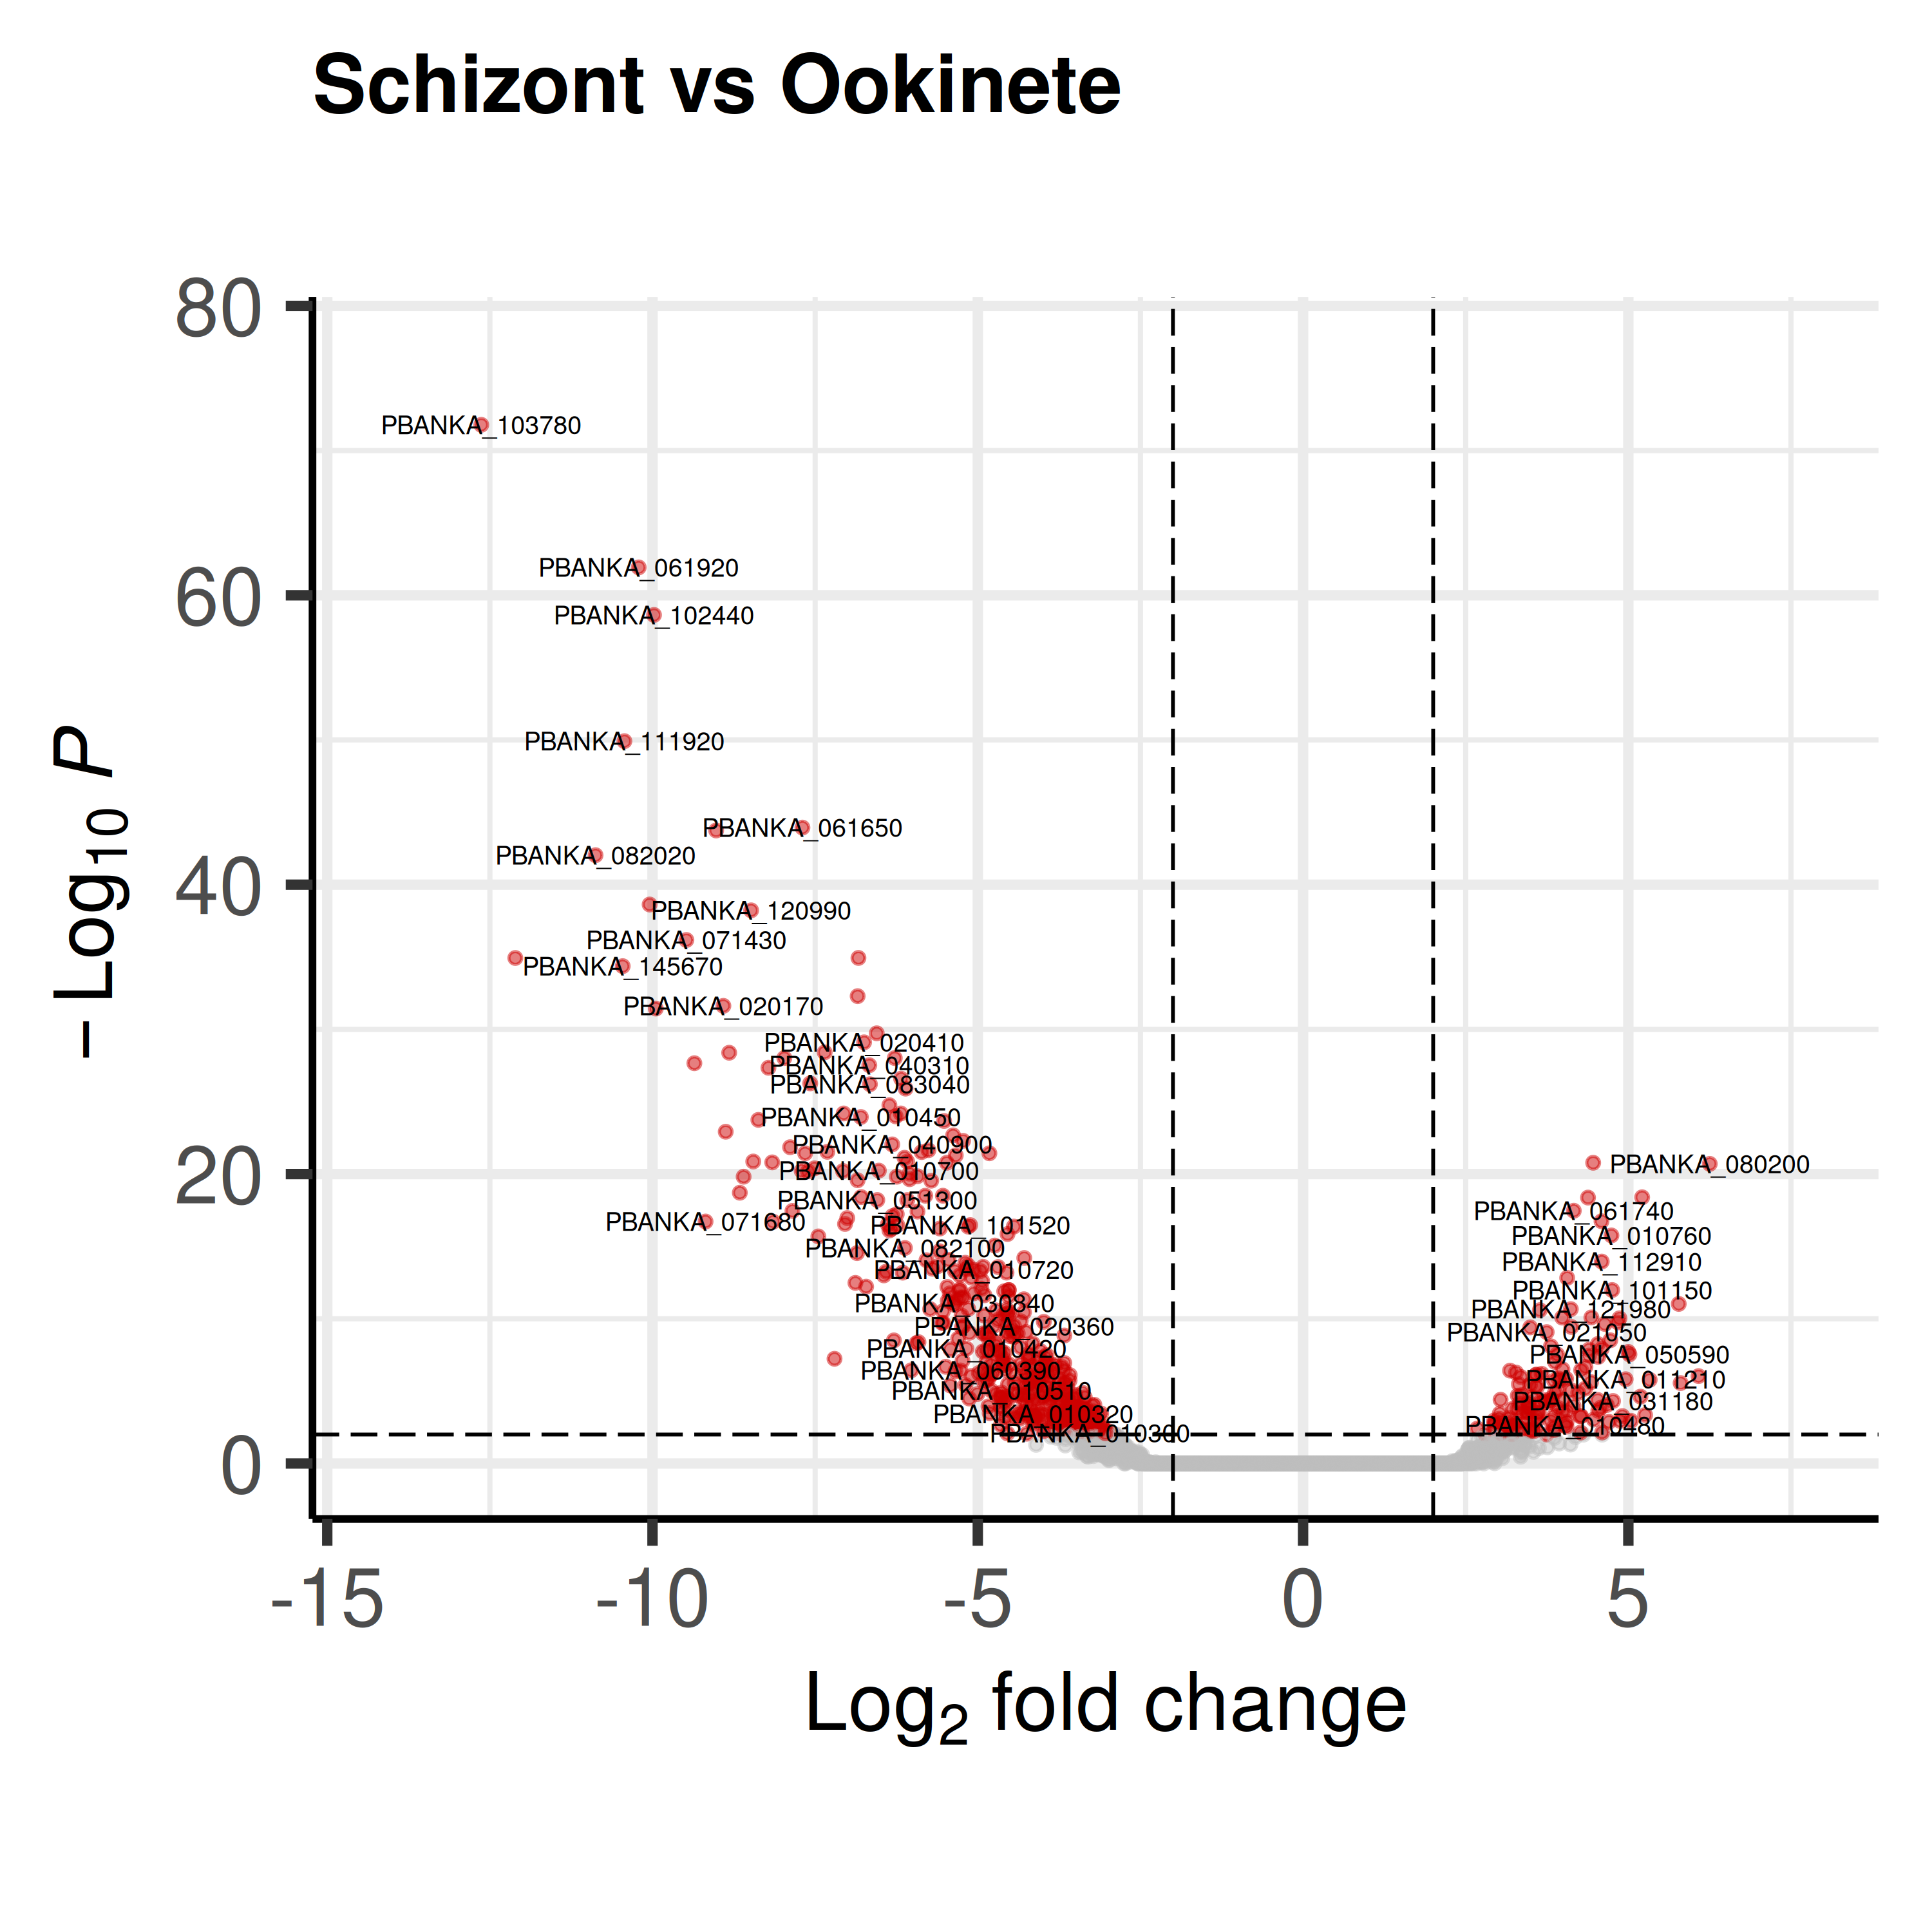 Schizont vs Ookinete
80
60
40
20
0
− Log10 P
PBANKA_103780
PBANKA_061920
PBANKA_102440
PBANKA_111920
PBANKA_061650
PBANKA_082020
PBANKA_120990
PBANKA_071430
PBANKA_145670
PBANKA_020170
PBANKA_020410
PBANKA_040310
PBANKA_083040
PBANKA_010450
PBANKA_040900
PBANKA_080200
PBANKA_010700
PBANKA_051300
PBANKA_061740
PBANKA_071680
PBANKA_101520
PBANKA_010760
PBANKA_082100
PBANKA_112910
PBANKA_010720
PBANKA_101150
PBANKA_030840
PBANKA_121980
PBANKA_020360
PBANKA_021050
PBANKA_010420
PBANKA_050590
PBANKA_060390
PBANKA_011210
PBANKA_010510
PBANKA_031180
PBANKA_010320
PBANKA_010480
PBANKA_010300
-15
-10
-5
0
5
Log2 fold change